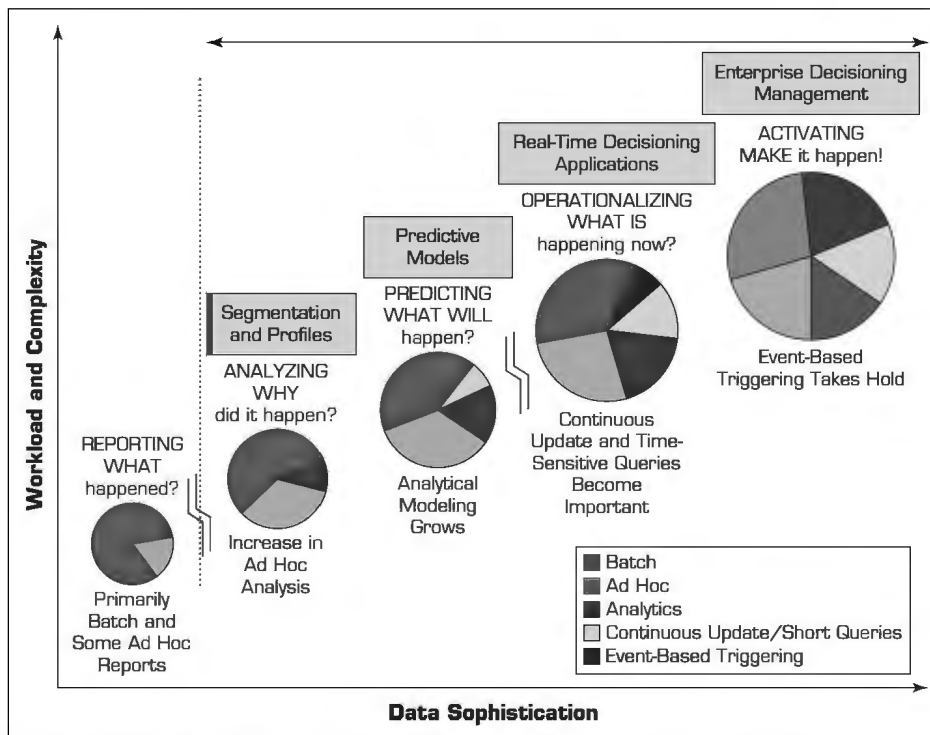 Workload and Complexity
REPORTING
WHAT
happened?
Primarily
Batch and
Some Ad Hoc
Reports
Segmentation
and Profiles
ANALYZING
WHY
did it happen?
Increase in
Ad Hoc
Analysis
Predictive
Models
PREDICTING
WHAT WILL
happen?
Analytical
Modeling
Grows
Real-Time Decisioning
Applications
OPERATIONALIZING
WHAT IS
happening now?
Continuous
Update and Time-
Sensitive Queries
Become
Important
Enterprise Decisioning
Management
ACTIVATING
MAKE it happen!
Event-Based
Triggering Takes Hold
Batch
Ad Hoc
Analytics
Continuous Update/Short Queries
Event-Based Triggering
Data Sophistication